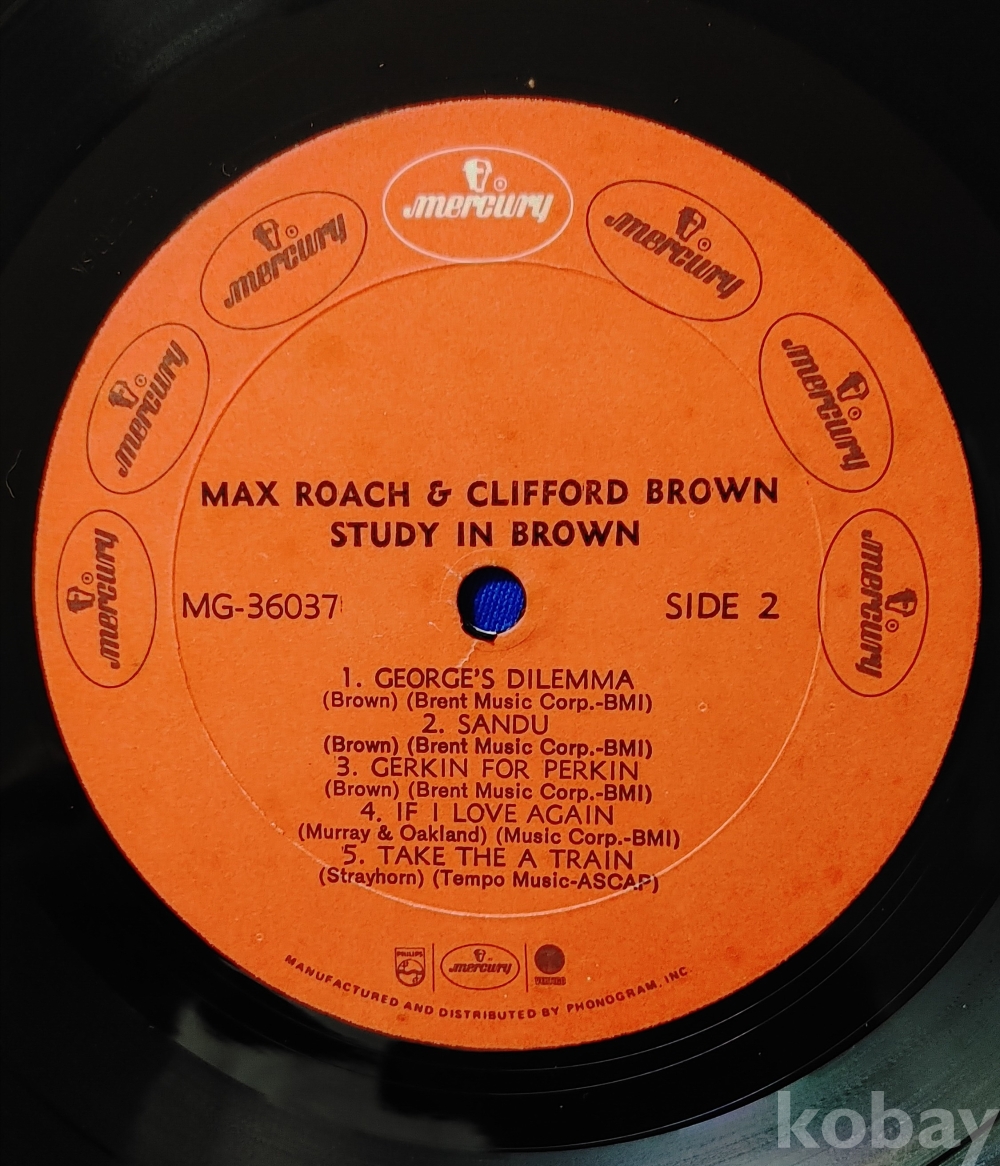 mercury
mercury
mercury
mercury
mercury
mercury
mercury
MAX ROACH & CLIFFORD BROWN
STUDY IN BROWN
MG-36037
SIDE 2
1. GEORGE'S DILEMMA
(Brown) (Brent Music Corp.-BMI)
2. SANDU
(Brown) (Brent Music Corp.-BMI)
3. GERKIN FOR PERKIN
(Brown) (Brent Music Corp.-BMI)
4. IF I LOVE AGAIN
(Murray & Oakland) (Music Corp.-BMI)
5. TAKE THE A TRAIN
(Strayhorn) (Tempo Music-ASCAP)
PHILIPS
mercury
VERTIGO
MANUFACTURED AND DISTRIBUTED BY PHONOGRAM, INC.
kobay